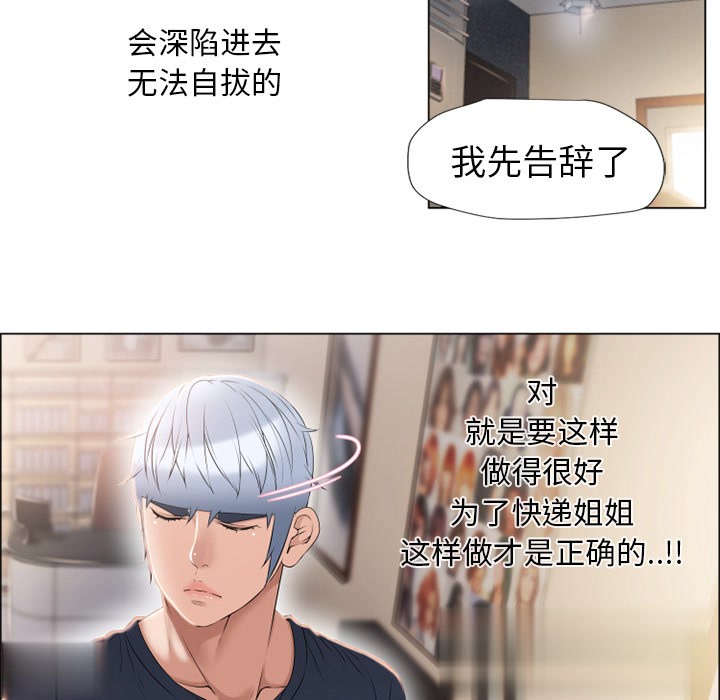 会深陷进去
无法自拔的
我先告辞了
对
就是要这样
做得很好
为了快递姐姐
这样做才是正确的..!!